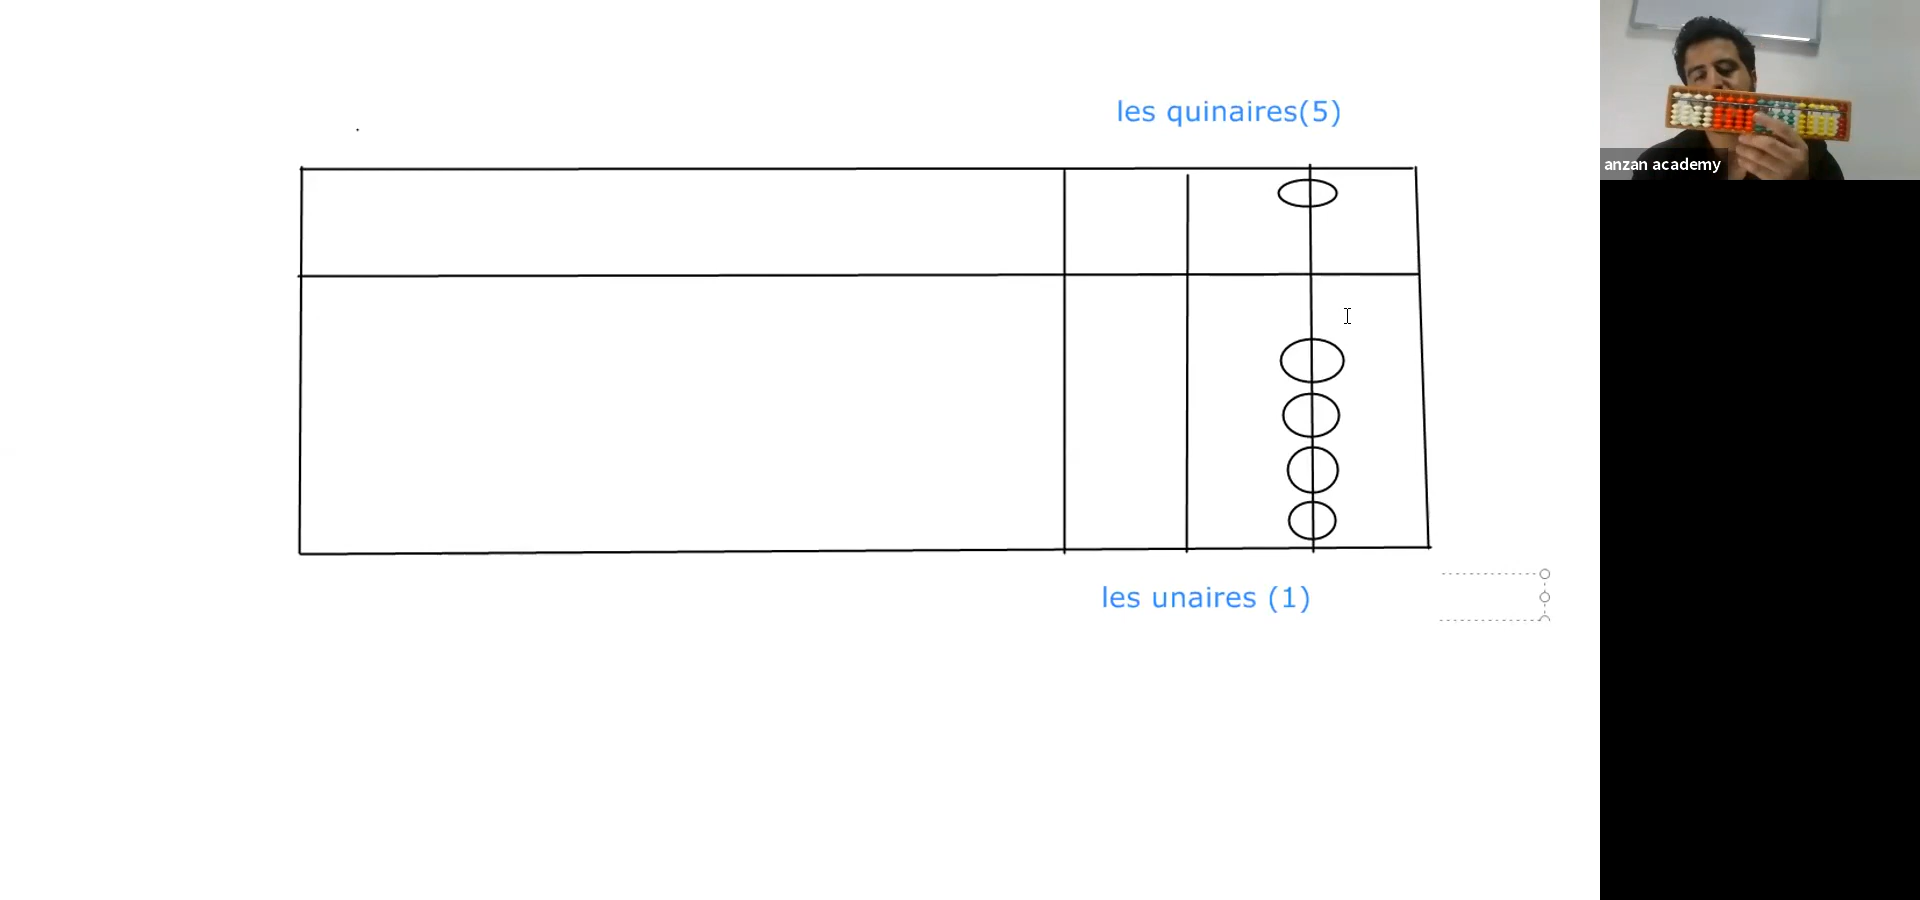 les quinaires(5)
anzan academy
les unaires (1)